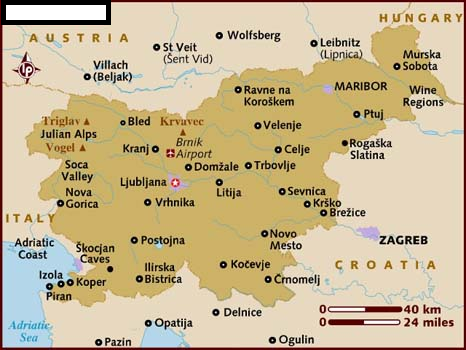 HUNGARY
AUSTRIA
Wolfsberg
St Veit
(Šent Vid)
Leibnitz
(Lipnica)
Villach
(Beljak)
LP
Murska
Sobota
Ravne na
Koroškem
MARIBOR
Wine
Regions
Ptuj
Triglav
Julian Alps
Bled
Krvavec
Velenje
Vogel
Kranj
Brnik
Airport
Celje
Rogaška
Slatina
Soca
Valley
Domžale
Trbovlje
Ljubljana
Litija
Sevnica
Nova
Gorica
Vrhnika
Krško
Brežice
ITALY
Adriatic
Coast
Škocjan
Caves
Postojna
Novo
Mesto
ZAGREB
Izola
Koper
Piran
Ilirska
Bistrica
Kočevje
Črnomelj
CROATIA
Adriatic
Sea
Opatija
Delnice
Pazin
Ogulin
0
40 km
0
24 miles